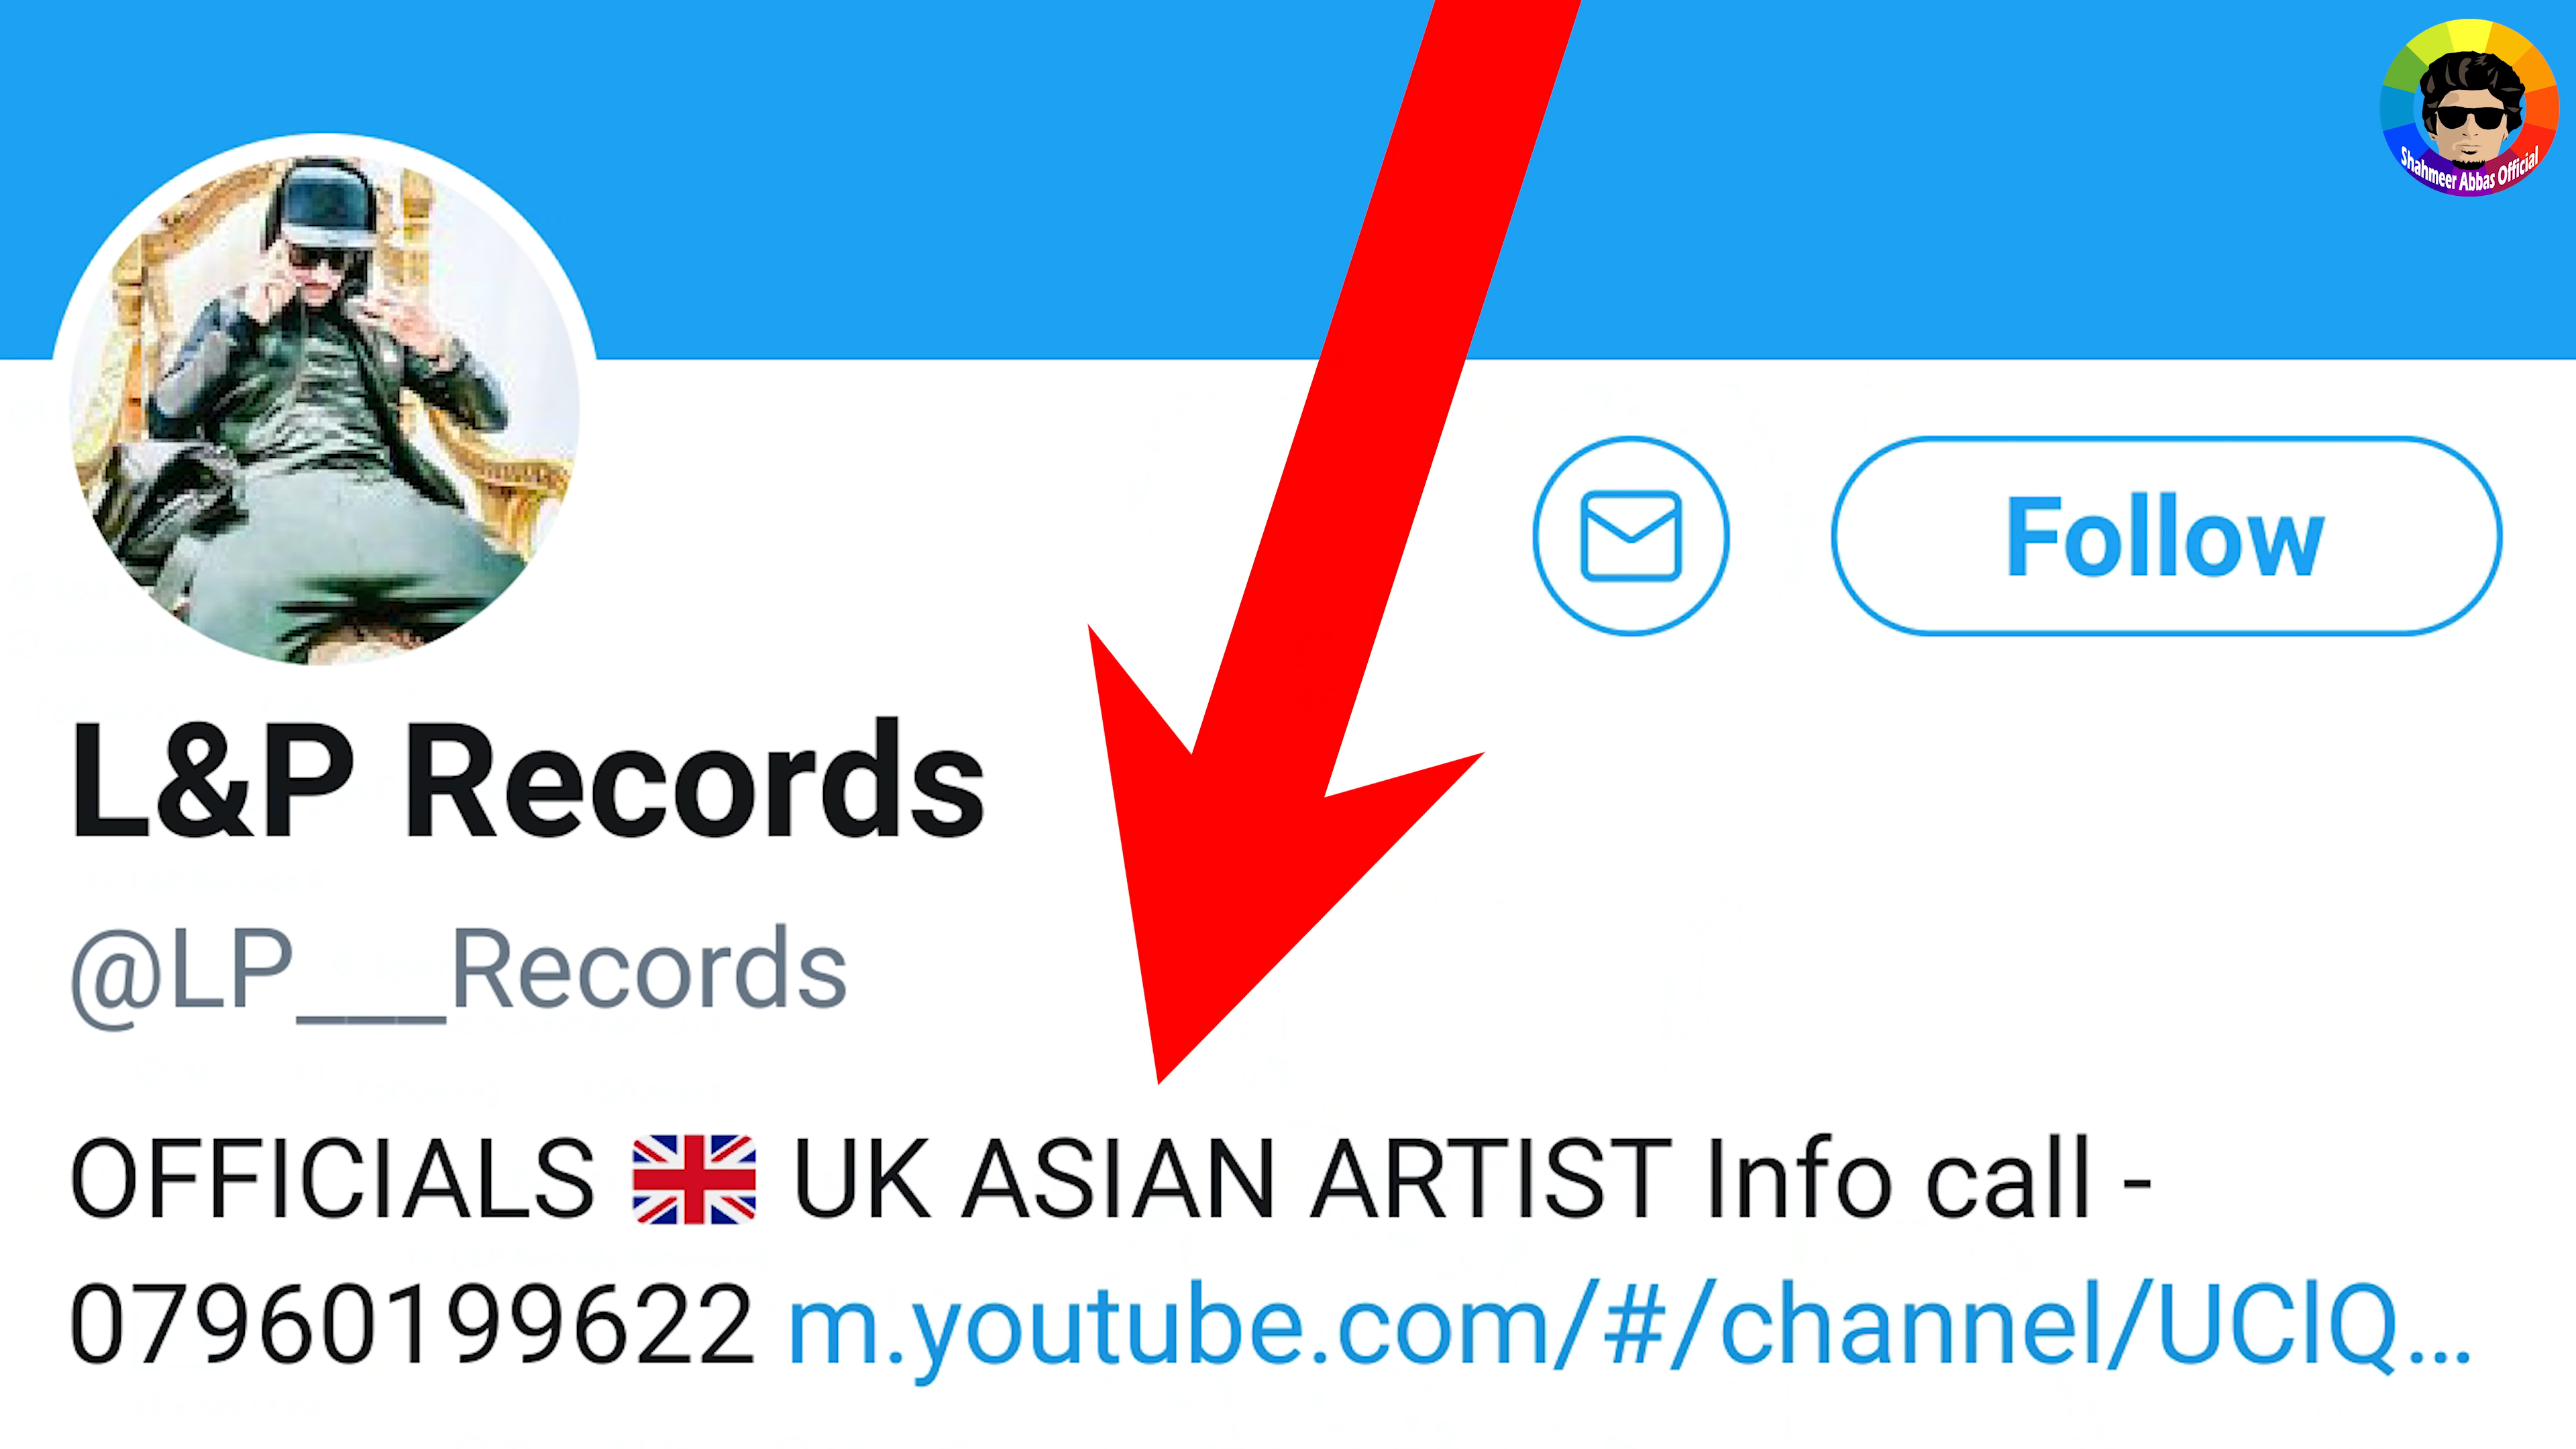 Shahmeer Abbas Official
Follow
L&P Records
@LP___Records
OFFICIALS 🇬🇧 UK ASIAN ARTIST Info call -
07960199622 m.youtube.com/#/channel/UCIQ…